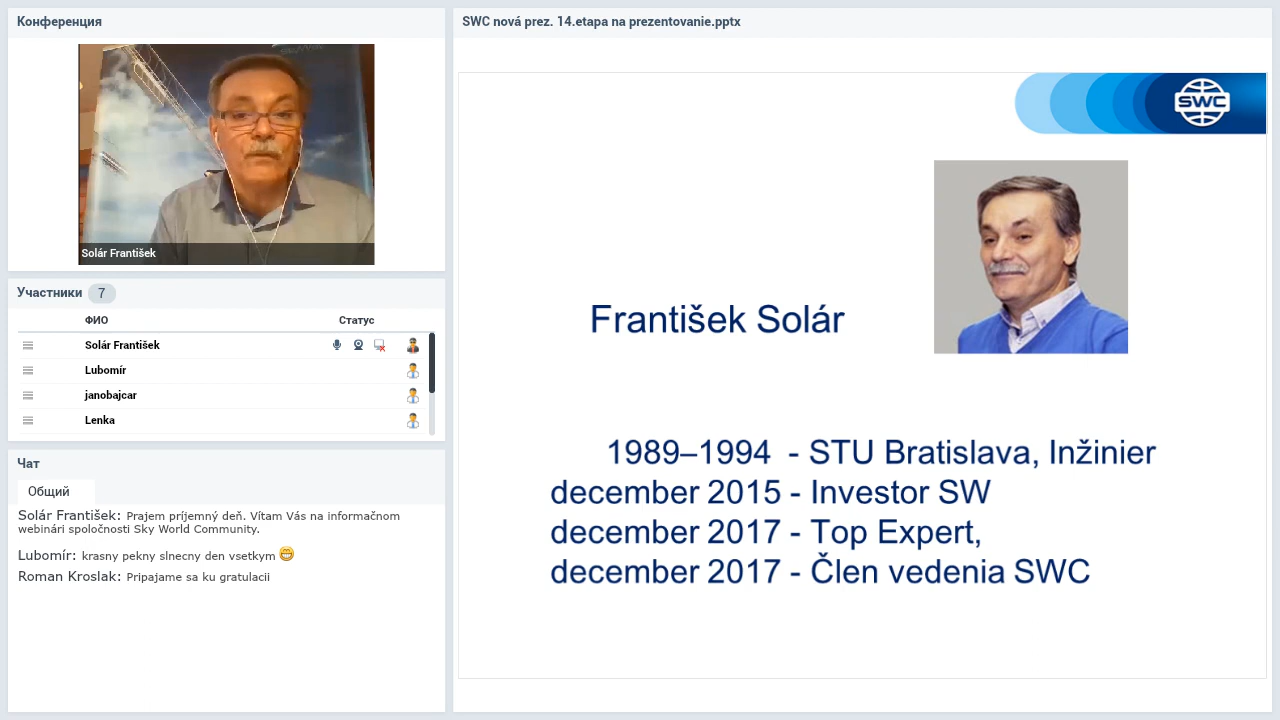 Конференция
Solár František
Участники 7
ФИО Статус
Solár František
Lubomír
janobajcar
Lenka
Чат
Общий
Solár František: Prajem príjemný deň. Vítam Vás na informačnom
webinári spoločnosti Sky World Community.
Lubomír: krasny pekny slnecny den vsetkym
Roman Kroslak: Pripajame sa ku gratulacii
SWC nová prez. 14.etapa na prezentovanie.pptx
SWC
František Solár
1989–1994 - STU Bratislava, Inžinier
december 2015 - Investor SW
december 2017 - Top Expert,
december 2017 - Člen vedenia SWC